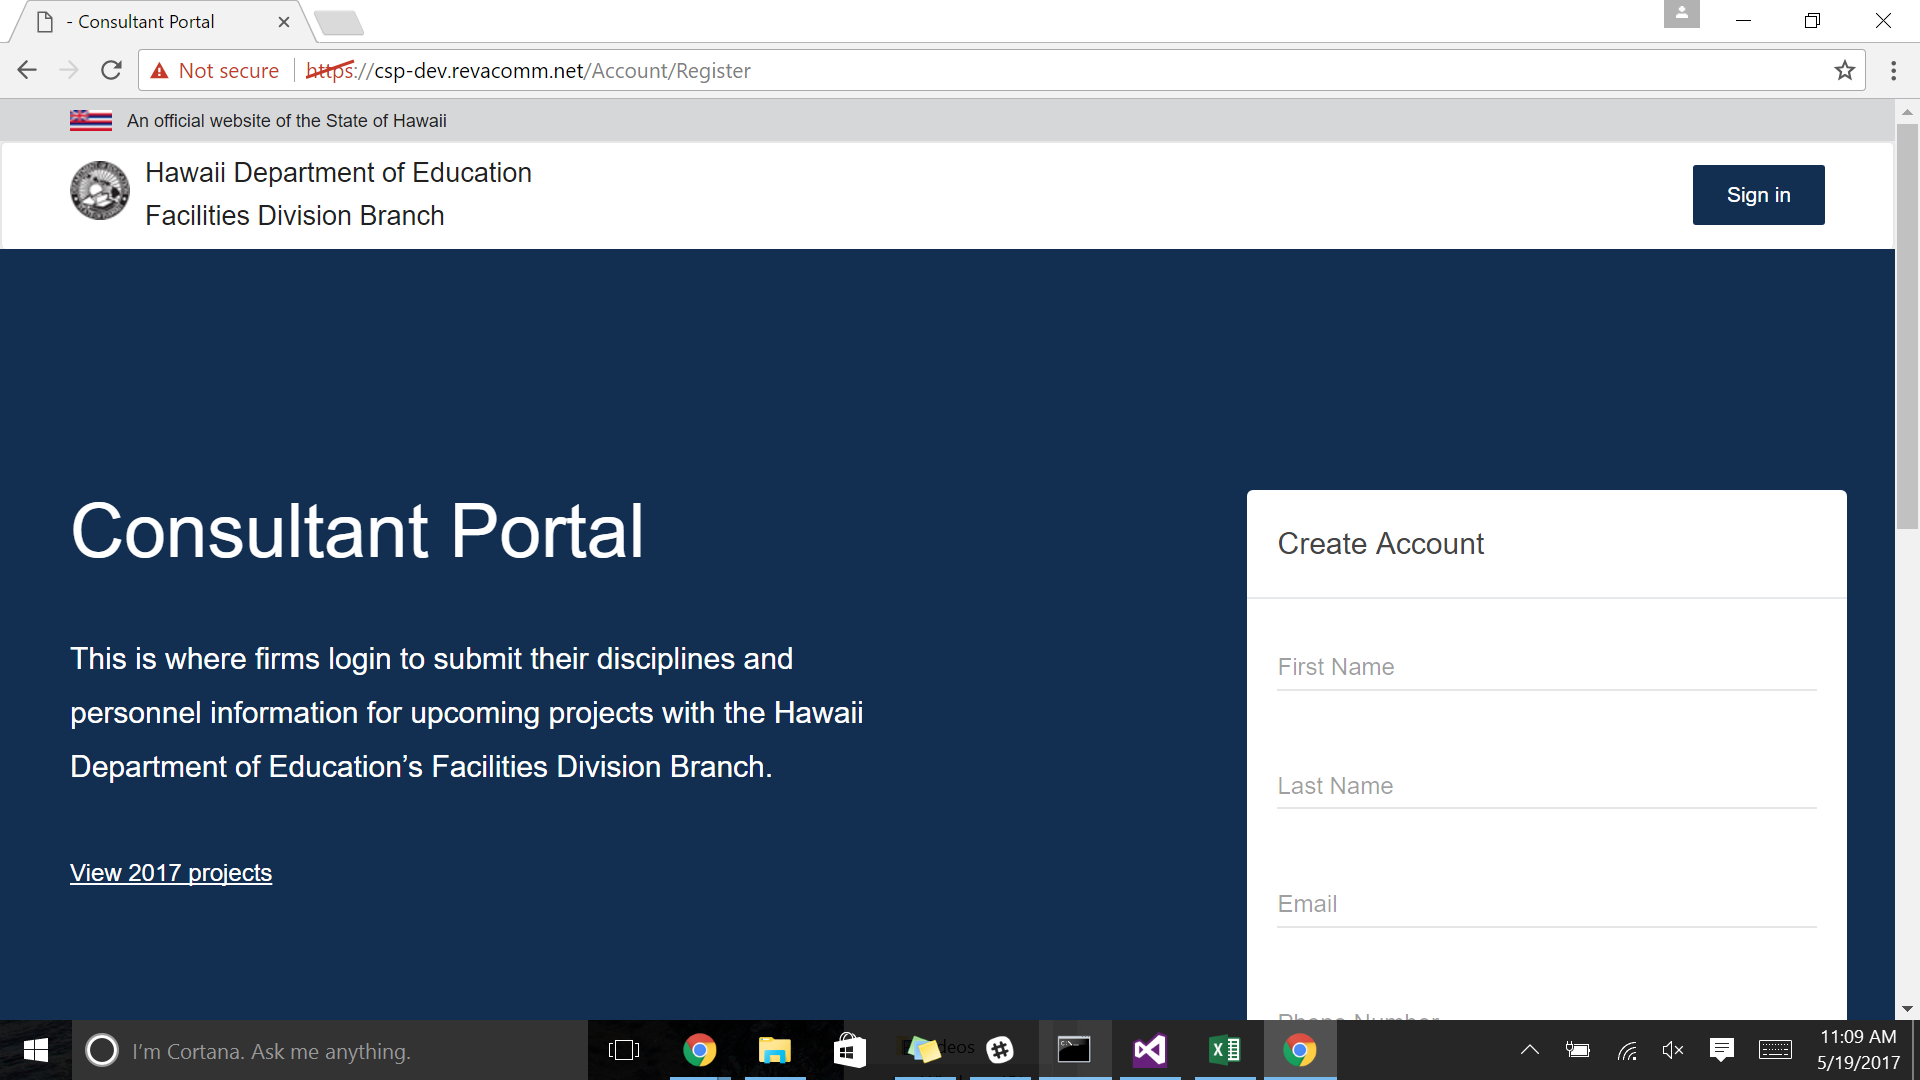 - Consultant Portal
Not secure https://csp-dev.revacomm.net/Account/Register
An official website of the State of Hawaii
Hawaii Department of Education
Facilities Division Branch
Sign in
Consultant Portal
This is where firms login to submit their disciplines and
personnel information for upcoming projects with the Hawaii
Department of Education’s Facilities Division Branch.
View 2017 projects
Create Account
First Name
Last Name
Email
Phone Number
I'm Cortana. Ask me anything.
11:09 AM
5/19/2017